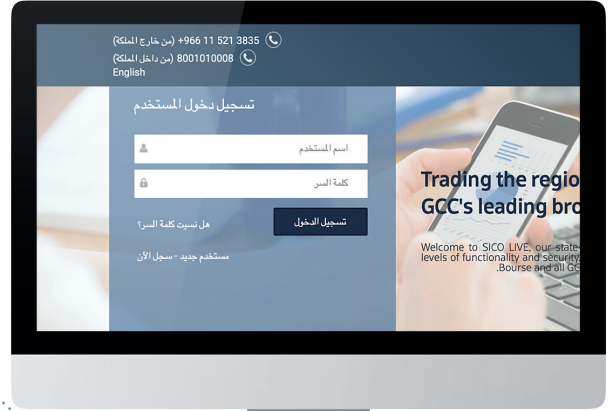 +966 11 521 3835 (من خارج المملكة)
8001010008 (من داخل المملكة)
English
تسجيل دخول المستخدم
اسم المستخدم
كلمة السر
تسجيل الدخول
هل نسيت كلمة السر؟
مستخدم جديد - سجل الآن
Trading the regio
GCC's leading bro
Welcome to SICO LIVE, our state-
levels of functionality and security,
.Bourse and all GC